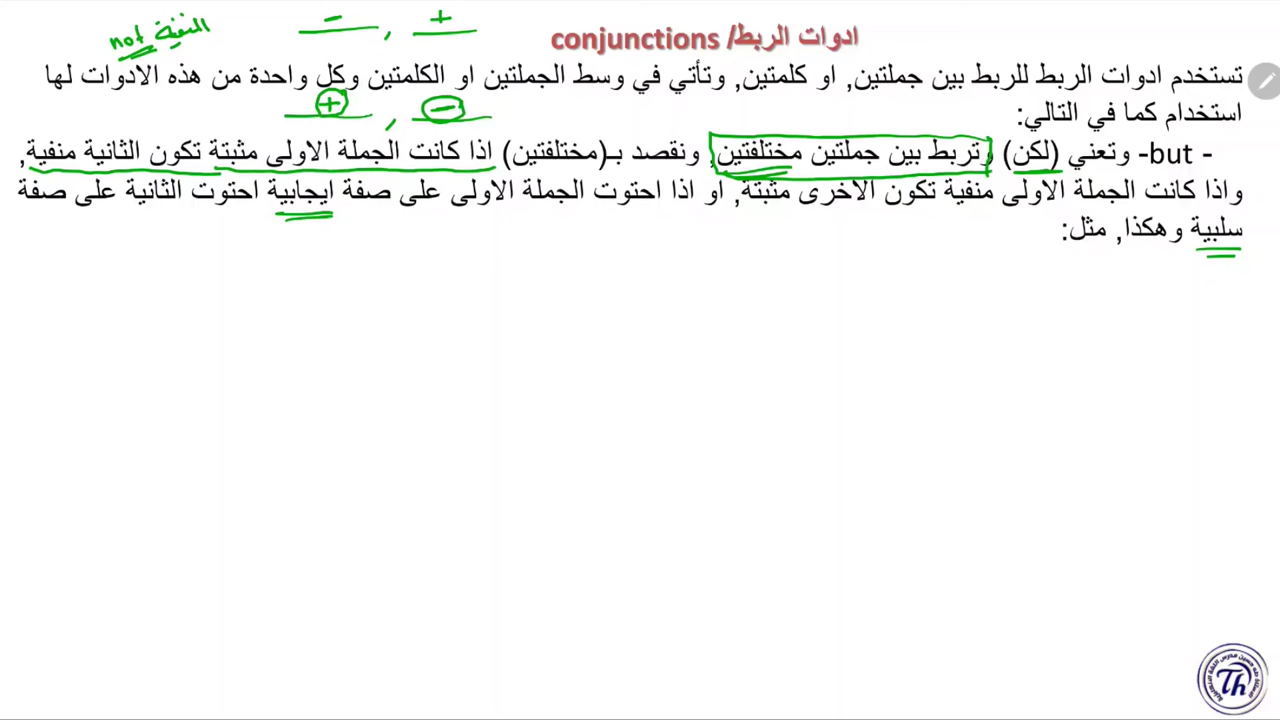 النفية not
- , +
ادوات الربط/ conjunctions
تستخدم ادوات الربط للربط بين جملتين, او كلمتين, وتأتي في وسط الجملتين او الكلمتين وكل واحدة من هذه الادوات لها
+ , -
استخدام كما في التالي:
- but- وتعني (لكن) وتربط بين جملتين مختلفتين, ونقصد بـ(مختلفتين) اذا كانت الجملة الاولى مثبتة تكون الثانية منفية,
واذا كانت الجملة الاولى منفية تكون الاخرى مثبتة, او اذا احتوت الجملة الاولى على صفة ايجابية احتوت الثانية على صفة
سلبية وهكذا, مثل:
Th